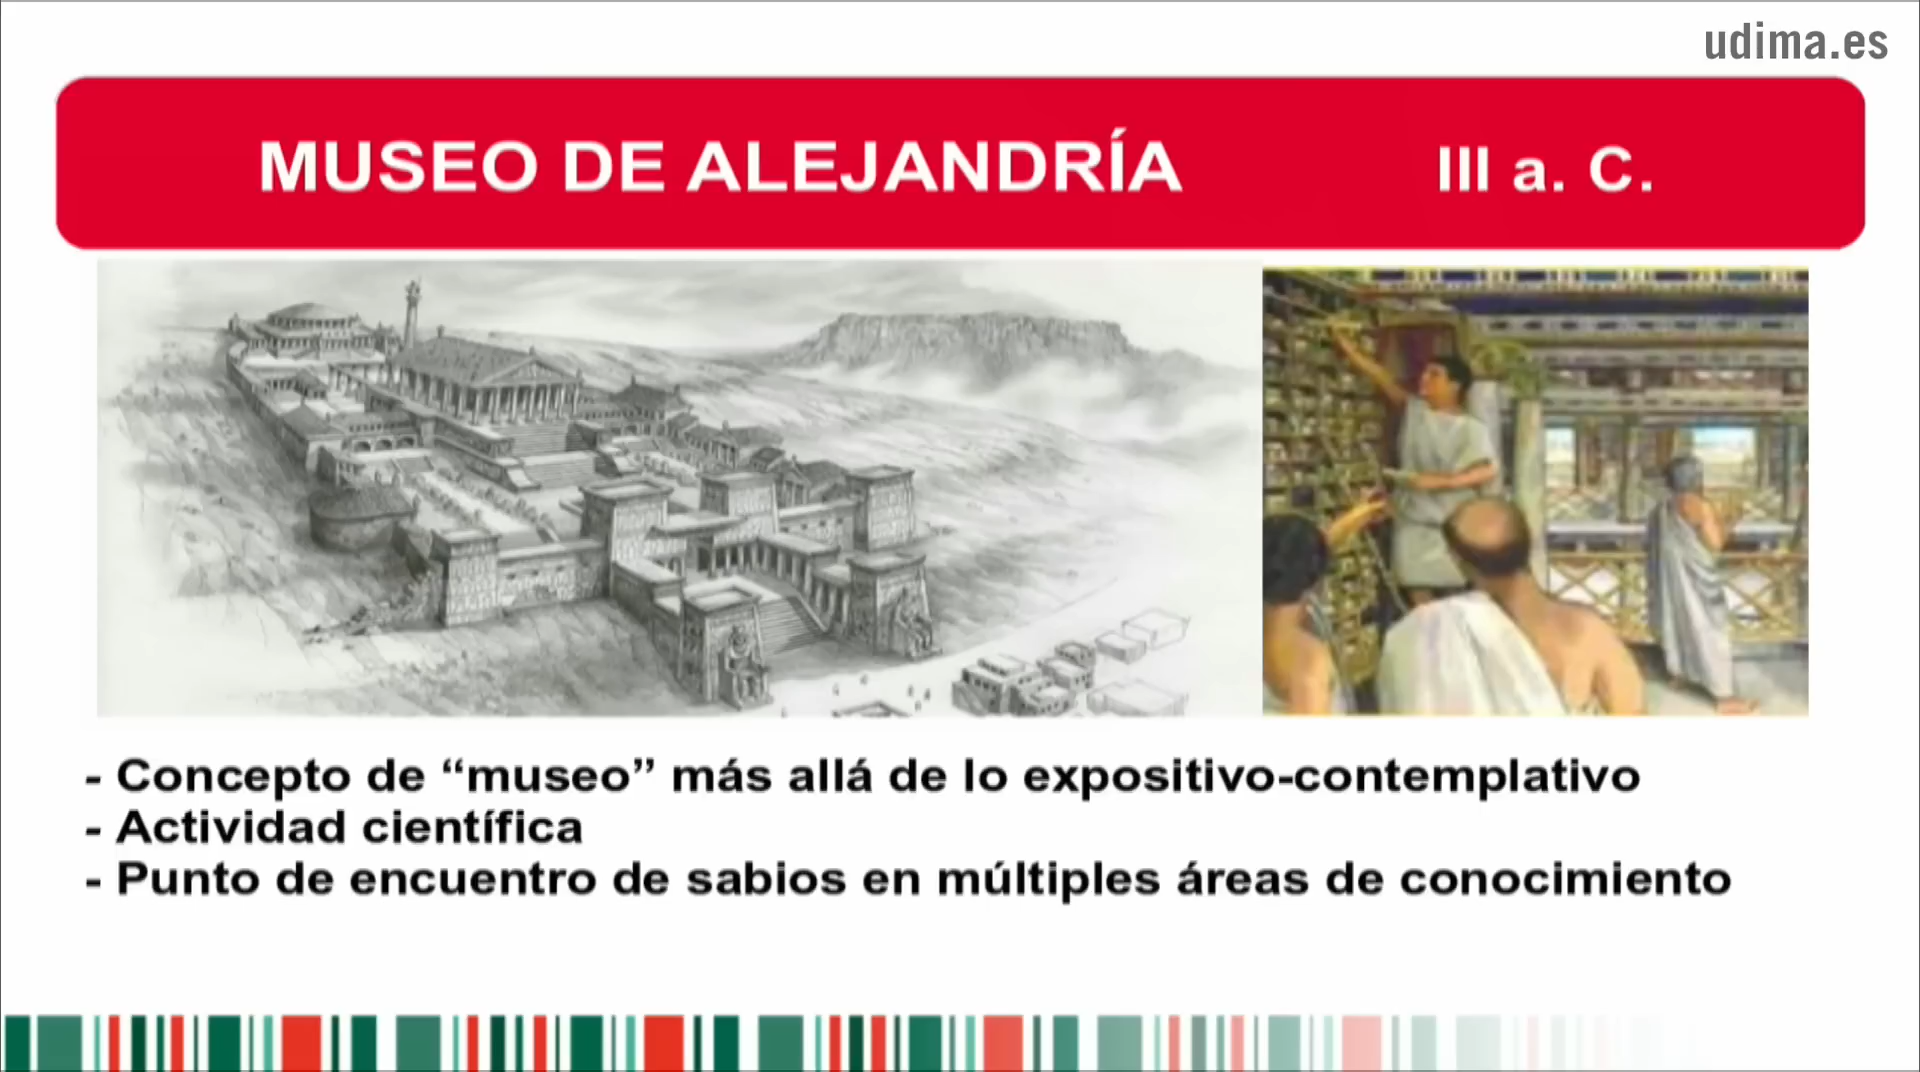 udima.es
MUSEO DE ALEJANDRÍA III a. C.
- Concepto de “museo” más allá de lo expositivo-contemplativo
- Actividad científica
- Punto de encuentro de sabios en múltiples áreas de conocimiento